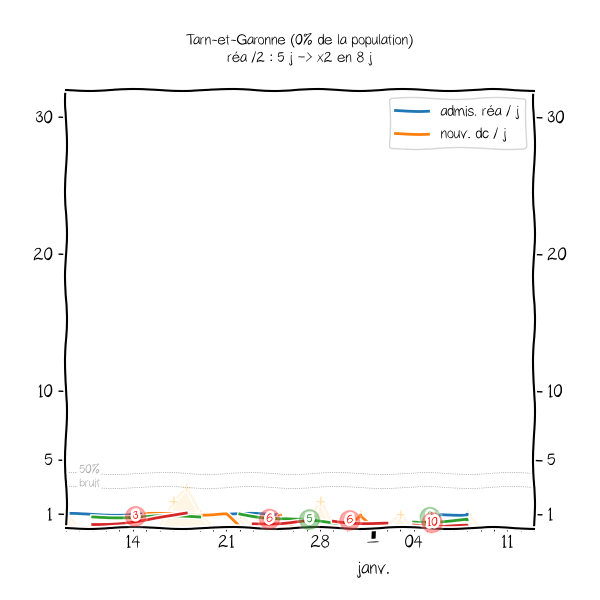 Tarn-et-Garonne (0% de la population)
réa /2 : 5 j -> x2 en 8 j
admis. réa / j
nouv. dc / j
30 30
20 20
10 10
5 5
50%
bruit
1 1
3 6 5 6 10
14 21 28 1 04 11
janv.